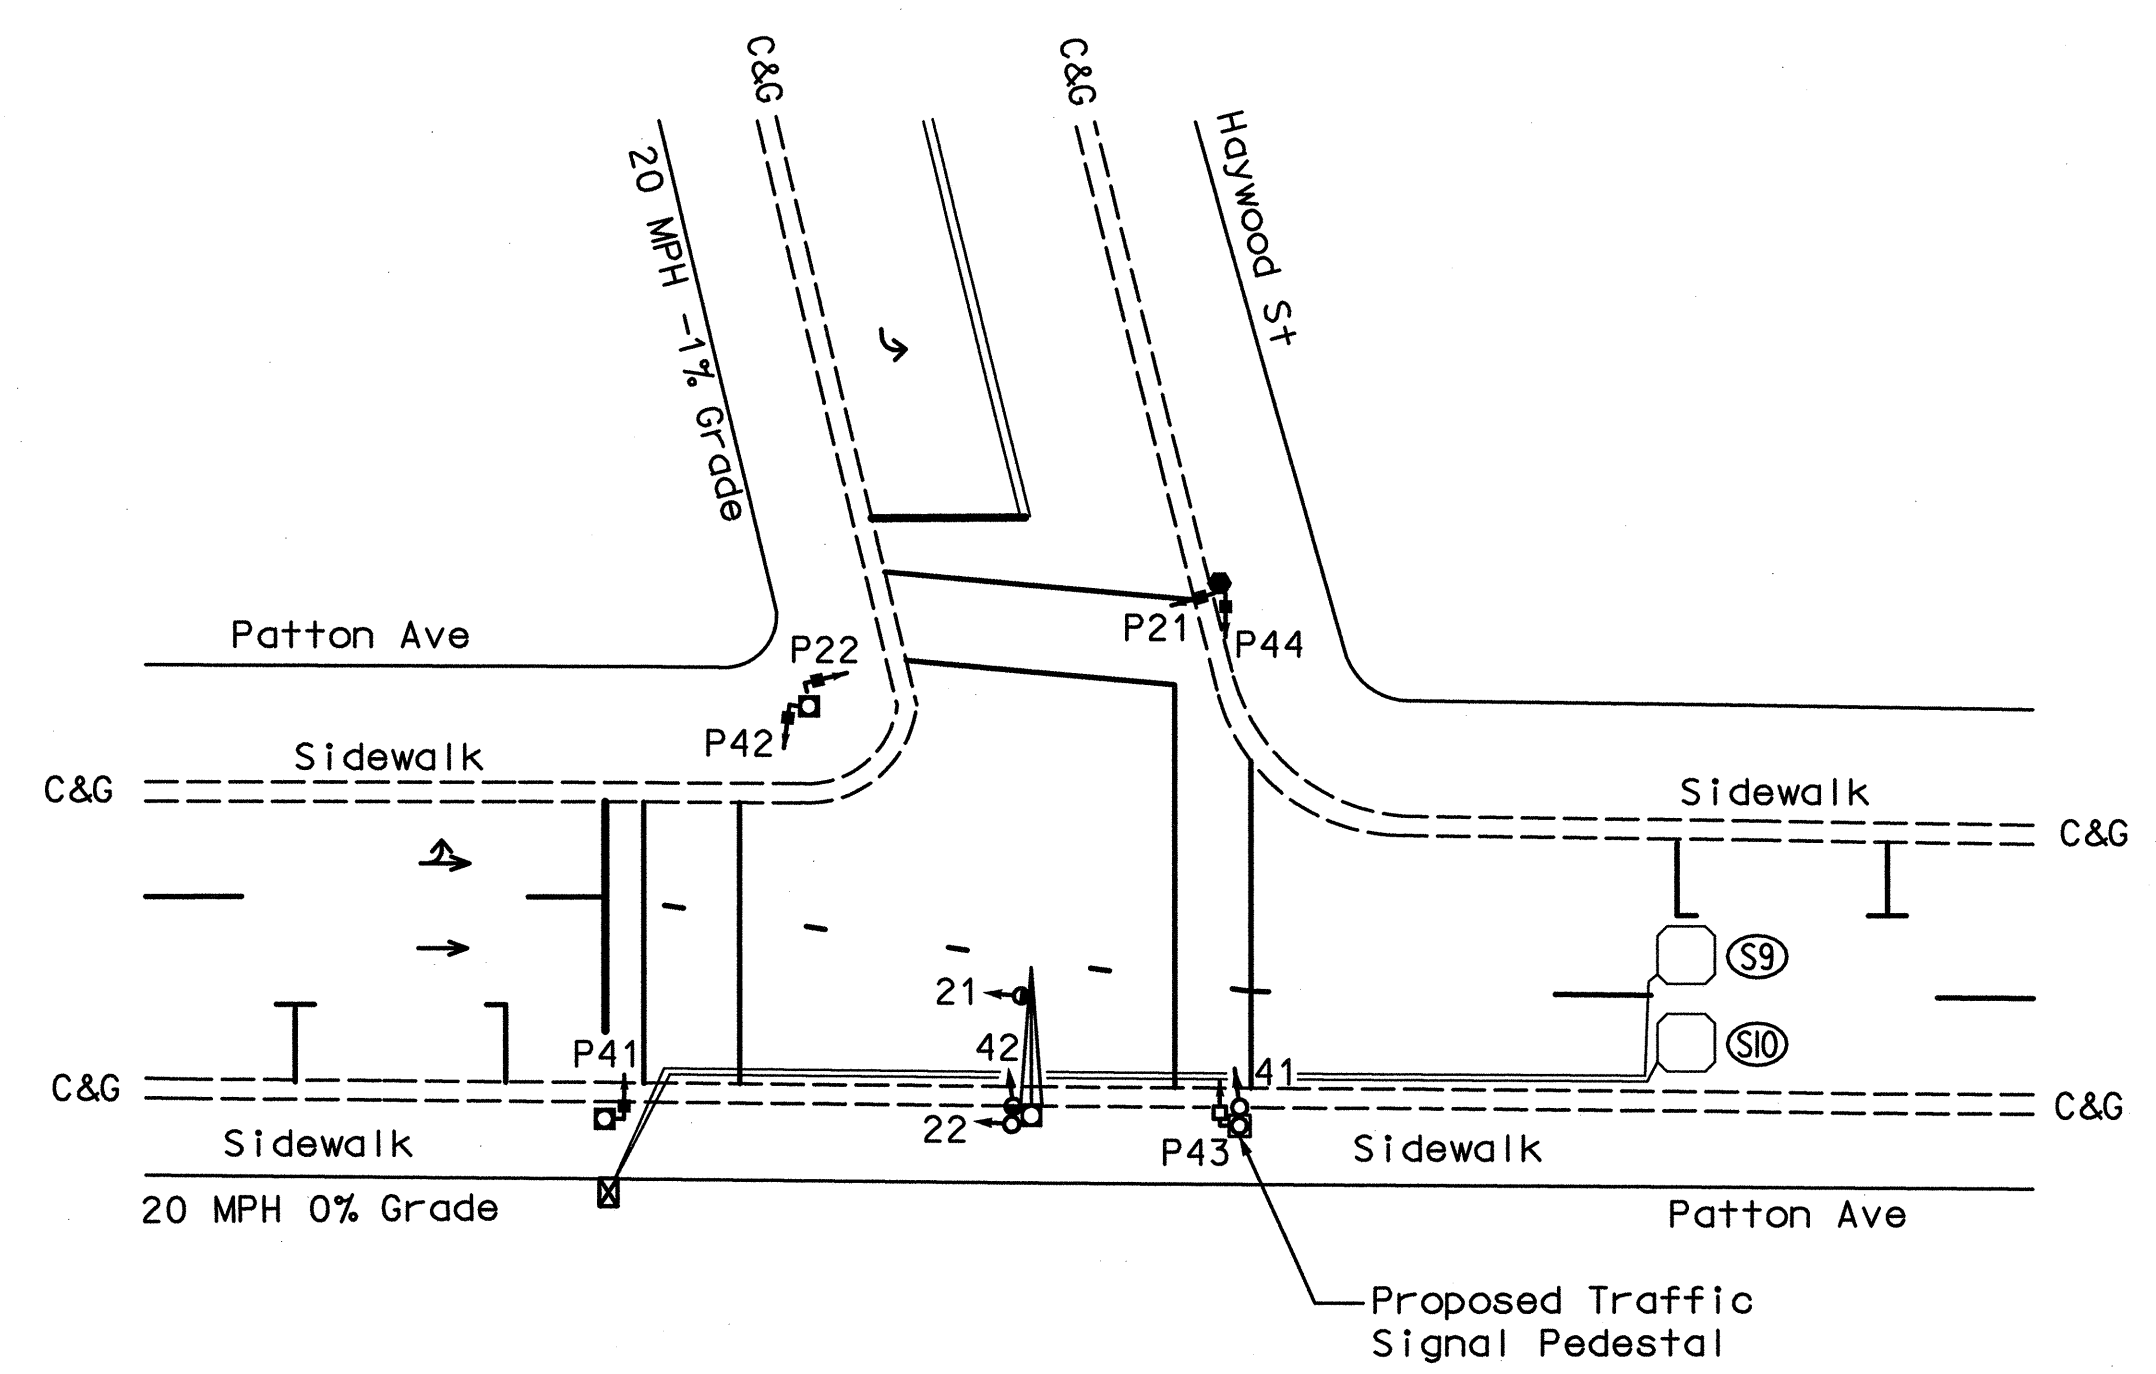 C&G
C&G
Haywood St
20 MPH -1% Grade
P21
P44
Patton Ave
P22
P42
Sidewalk
C&G
Sidewalk
C&G
S9
21
S10
P41
42
41
C&G
C&G
22
P43
Sidewalk
Sidewalk
20 MPH 0% Grade
Patton Ave
Proposed Traffic
Signal Pedestal